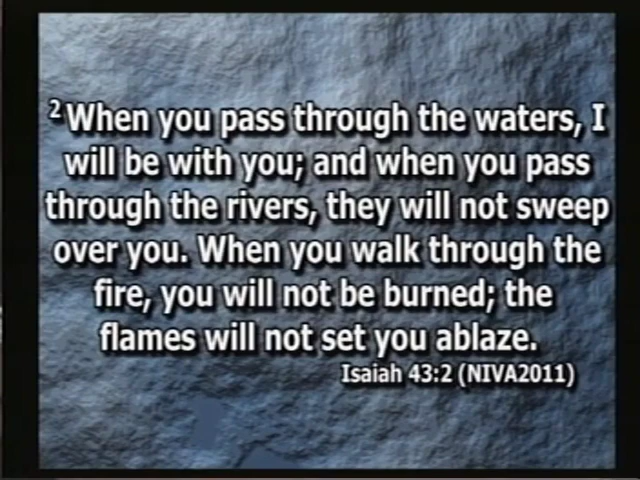 2 When you pass through the waters, I
will be with you; and when you pass
through the rivers, they will not sweep
over you. When you walk through the
fire, you will not be burned; the
flames will not set you ablaze.
Isaiah 43:2 (NIVA2011)